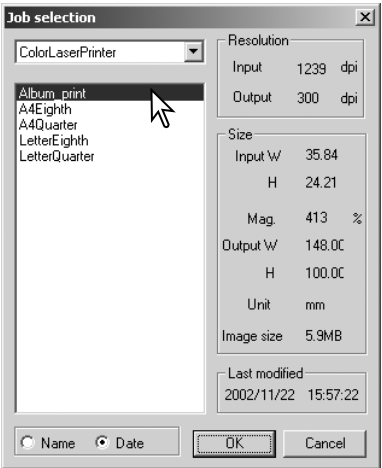 Job selection
ColorLaserPrinter
Album_print
A4Eighth
A4Quarter
LetterEighth
LetterQuarter
Name Date
Resolution
Input 1239 dpi
Output 300 dpi
Size
Input W 35.84
H 24.21
Mag. 413 %
Output W 148.0C
H 100.0C
Unit mm
Image size 5.9MB
Last modified
2002/11/22 15:57:22
OK Cancel